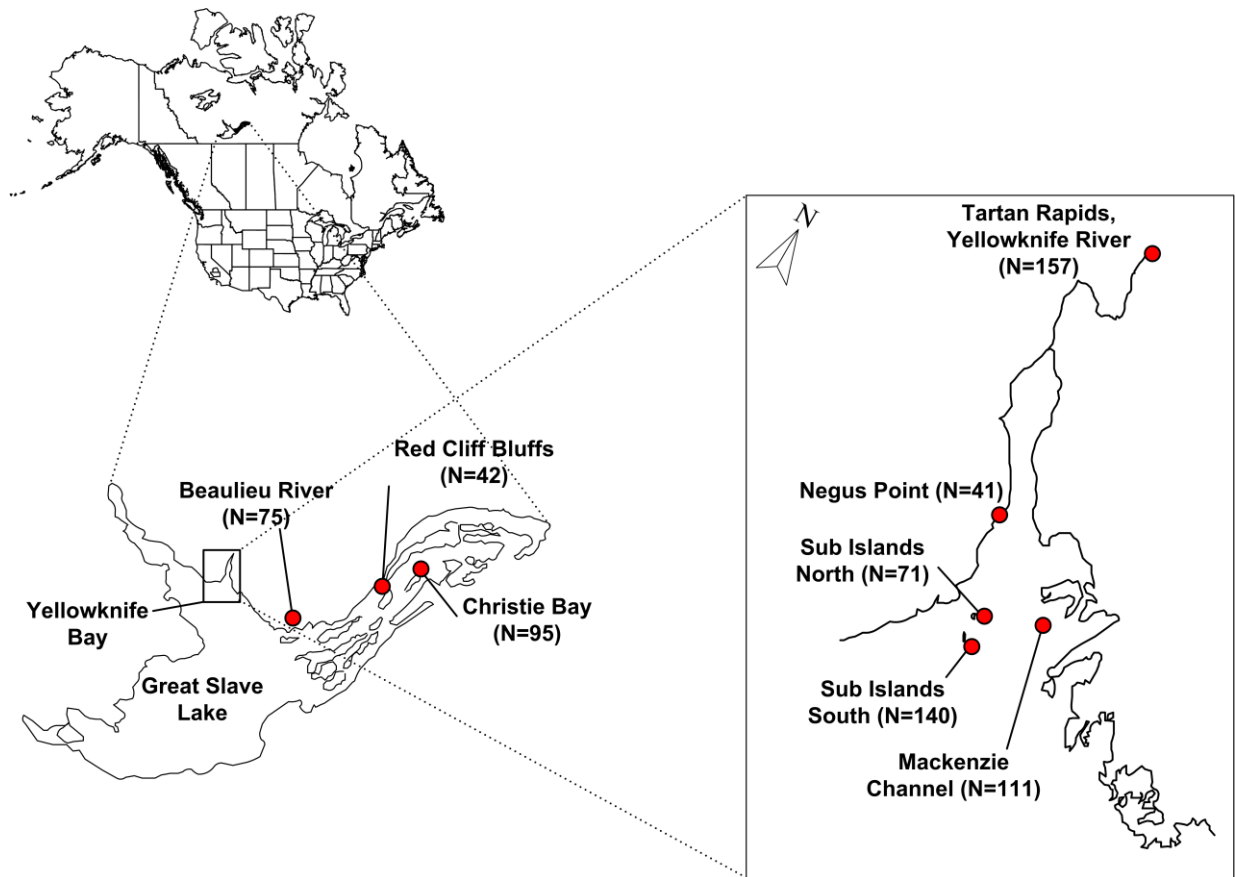 N
Tartan Rapids,
Yellowknife River
(N=157)
Negus Point (N=41)
Sub Islands
North (N=71)
Sub Islands
South (N=140)
Mackenzie
Channel (N=111)
Red Cliff Bluffs
(N=42)
Beaulieu River
(N=75)
Christie Bay
(N=95)
Yellowknife
Bay
Great Slave
Lake